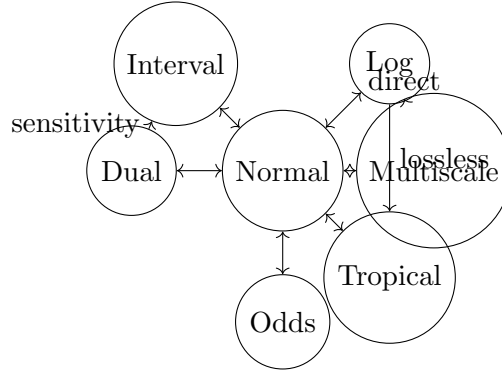 Interval
Log
direct
sensitivity
lossless
Dual
Normal
Multiscale
Tropical
Odds